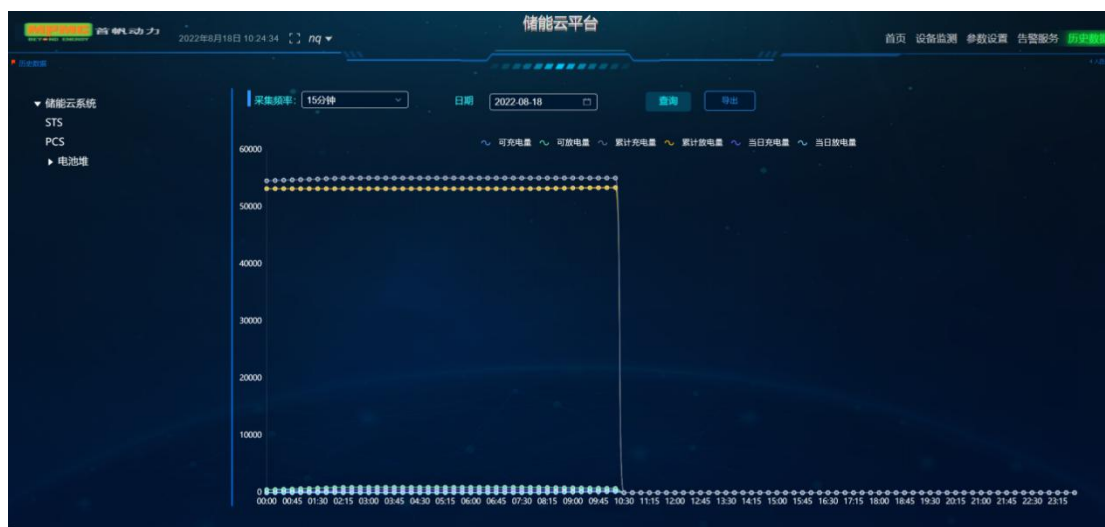 储能云平台
首帆动力 2022年8月18日 10:24:34 nq
首页 设备监测 参数设置 告警服务 历史数据
历史数据
储能云系统
STS
PCS
电池堆
采集频率: 15分钟 日期 2022-08-18 查询 导出
可充电量 可放电量 累计充电量 累计放电量 当日充电量 当日放电量
60000
50000
40000
30000
20000
10000
0
00:00 00:45 01:30 02:15 03:00 03:45 04:30 05:15 06:00 06:45 07:30 08:15 09:00 09:45 10:30 11:15 12:00 12:45 13:30 14:15 15:00 15:45 16:30 17:15 18:00 18:45 19:30 20:15 21:00 21:45 22:30 23:15